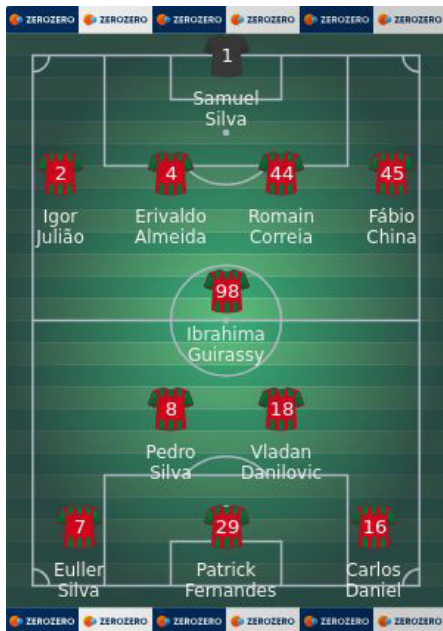 ZEROZERO ZEROZERO ZEROZERO ZEROZERO ZEROZERO ZEROZERO
1
Samuel
Silva
2 4 44 45
Igor Erivaldo Romain Fábio
Julião Almeida Correia China
98
Ibrahima
Guirassy
8 18
Pedro Vladan
Silva Danilovic
7 29 16
Euller Patrick Carlos
Silva Fernandes Daniel
ZEROZERO ZEROZERO ZEROZERO ZEROZERO ZEROZERO ZEROZERO